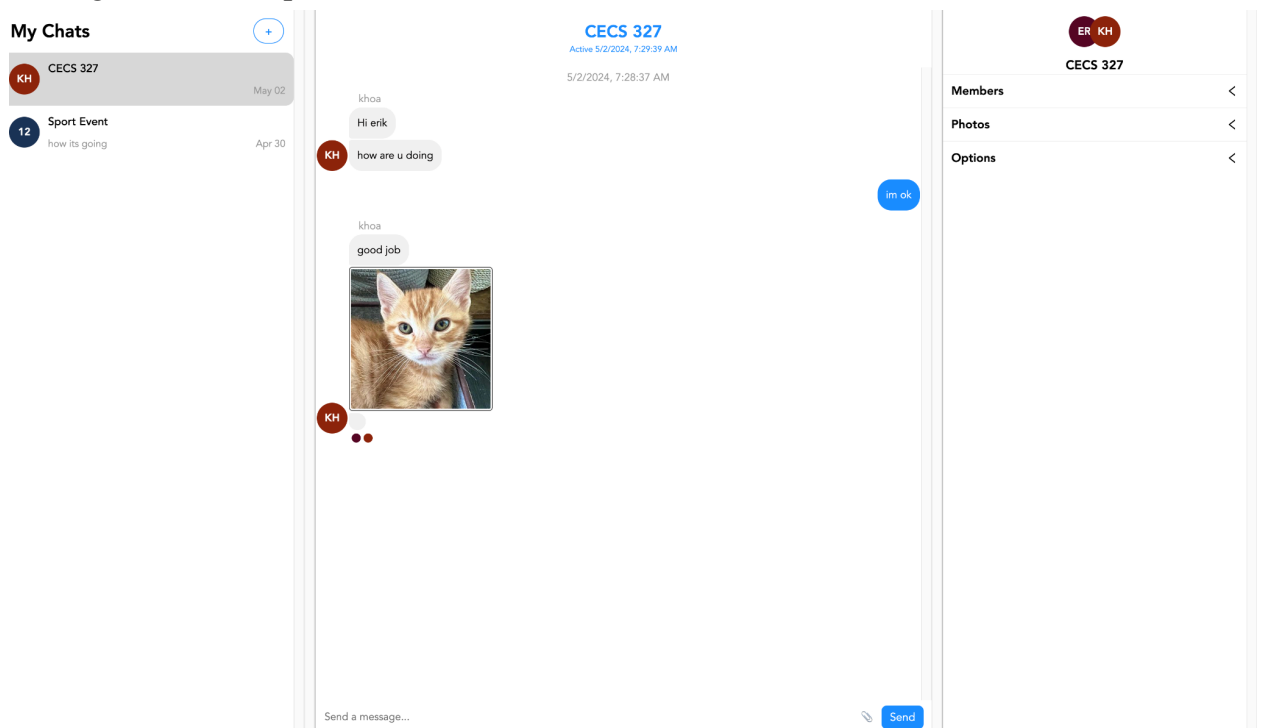 My Chats
+
KH
CECS 327
May 02
12
Sport Event
how its going
Apr 30
CECS 327
Active 5/2/2024, 7:29:39 AM
5/2/2024, 7:28:37 AM
khoa
Hi erik
KH
how are u doing
im ok
khoa
good job
KH
Send a message...
Send
ER KH
CECS 327
Members
Photos
Options